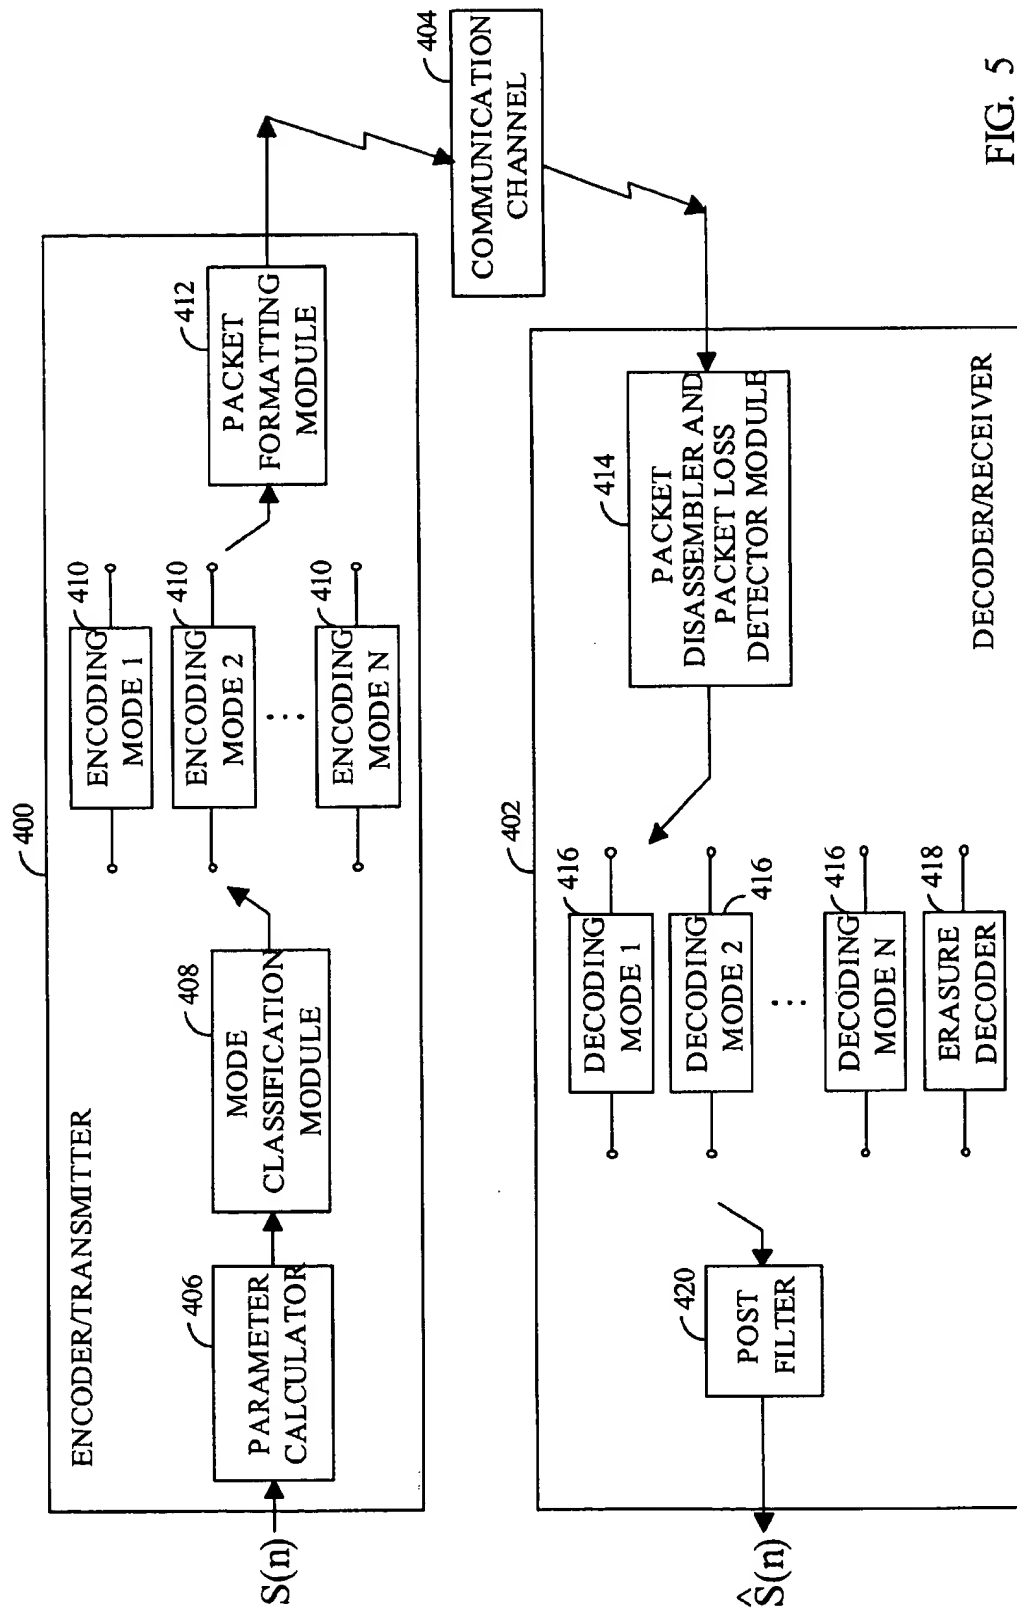 400
ENCODER/TRANSMITTER
S(n)
406
PARAMETER
CALCULATOR
408
MODE
CLASSIFICATION
MODULE
410
ENCODING
MODE 1
410
ENCODING
MODE 2
...
410
ENCODING
MODE N
412
PACKET
FORMATTING
MODULE
404
COMMUNICATION
CHANNEL
402
Ŝ(n)
420
POST
FILTER
416
DECODING
MODE 1
416
DECODING
MODE 2
...
416
DECODING
MODE N
418
ERASURE
DECODER
414
PACKET
DISASSEMBLER AND
PACKET LOSS
DETECTOR MODULE
DECODER/RECEIVER
FIG. 5